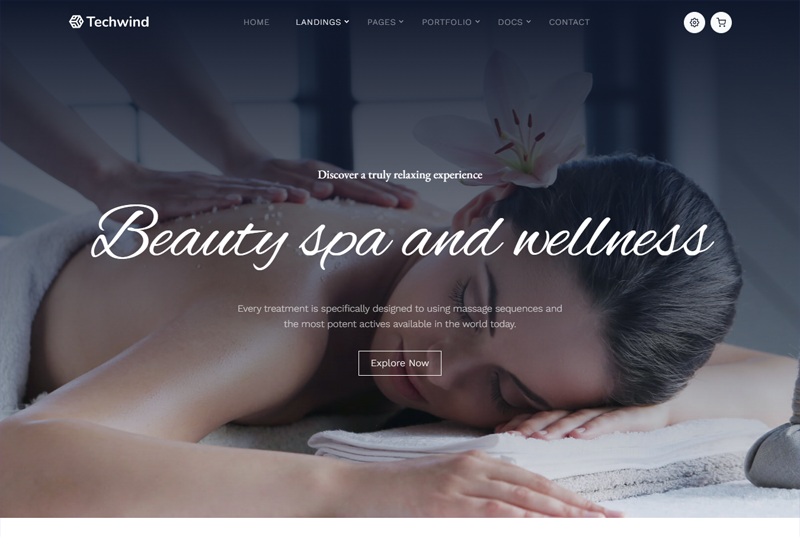 Techwind
HOME LANDINGS PAGES PORTFOLIO DOCS CONTACT
Discover a truly relaxing experience
Beauty spa and wellness
Every treatment is specifically designed to using massage sequences and
the most potent actives available in the world today.
Explore Now